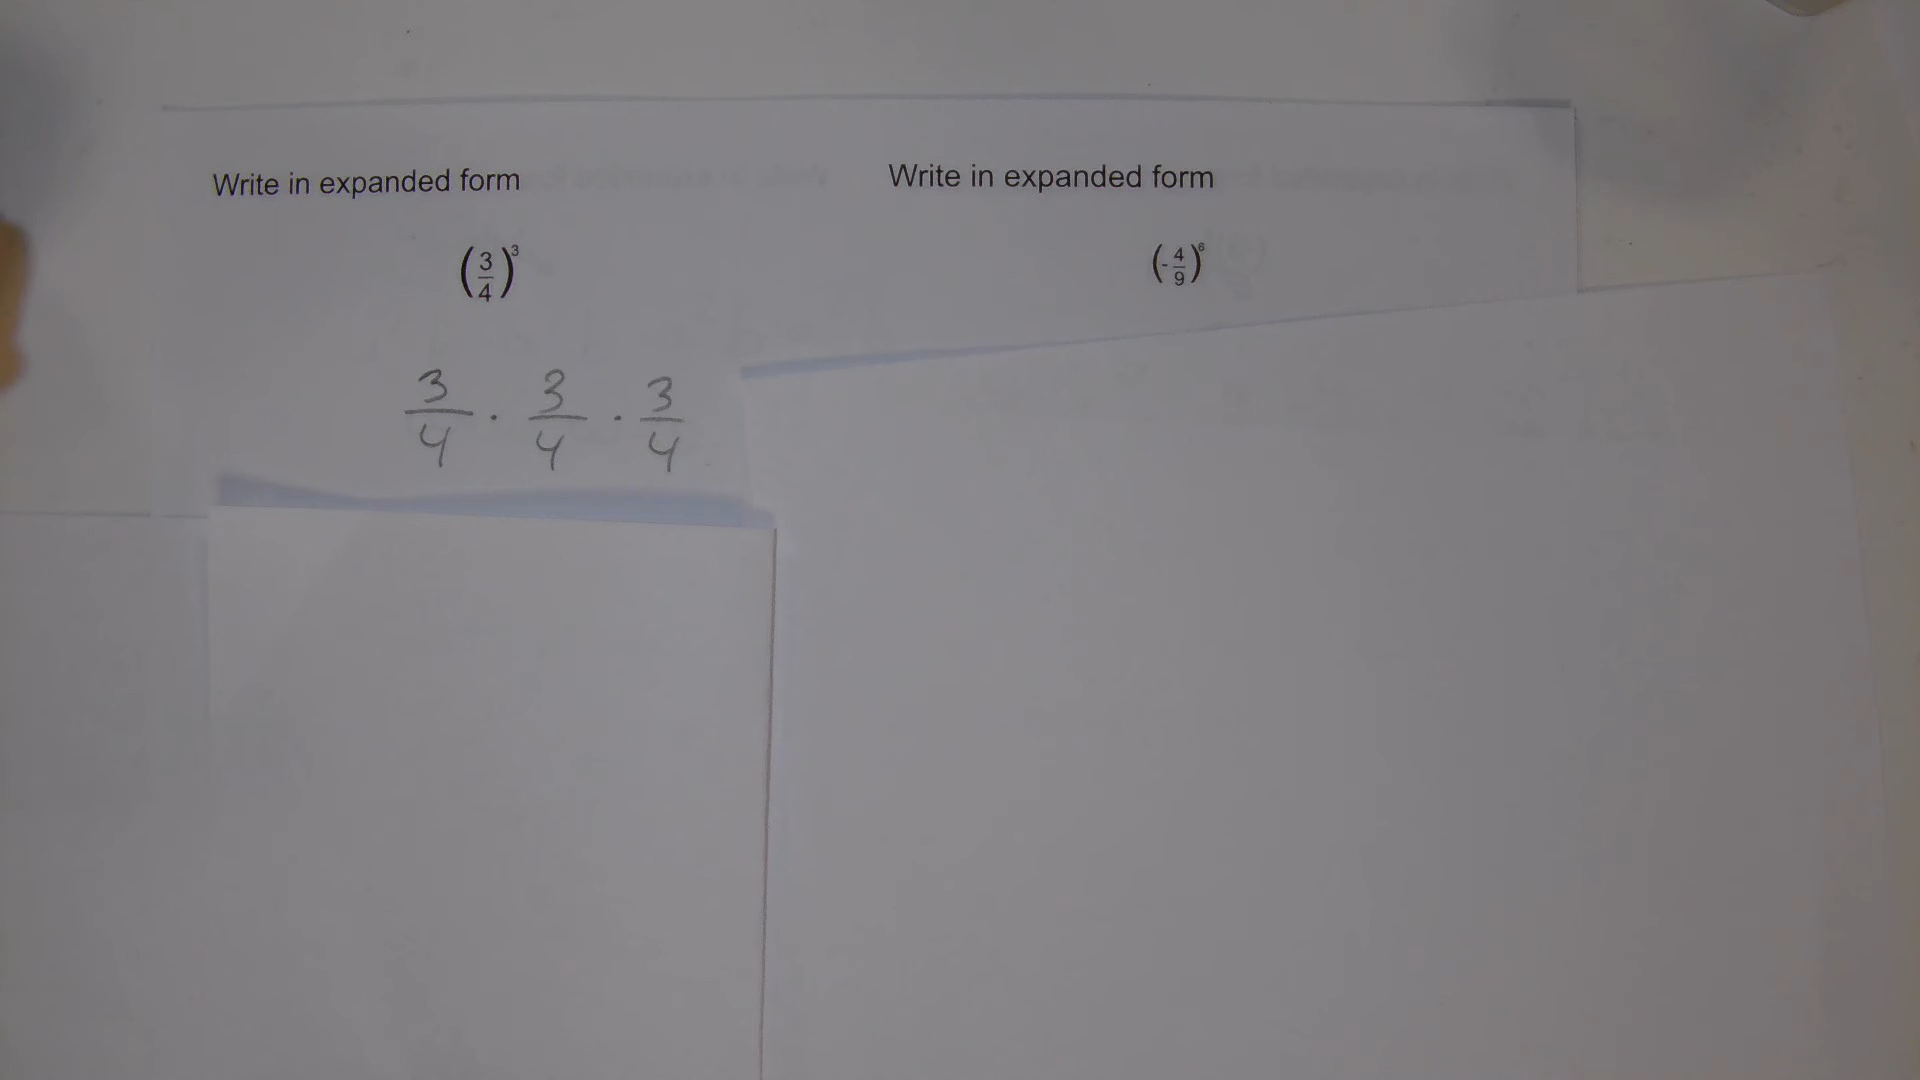 Write in expanded form
(3/4)³
3/4 · 3/4 · 3/4
Write in expanded form
(-4/9)⁶